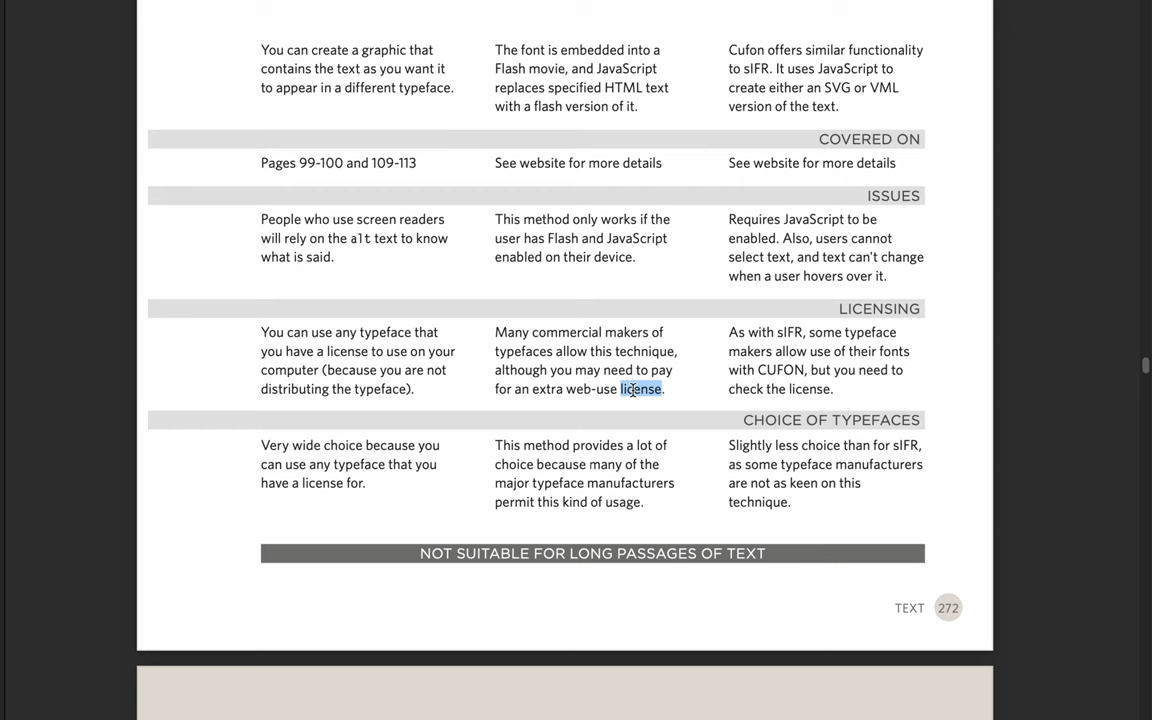 You can create a graphic that
contains the text as you want it
to appear in a different typeface.
The font is embedded into a
Flash movie, and JavaScript
replaces specified HTML text
with a flash version of it.
Cufon offers similar functionality
to sIFR. It uses JavaScript to
create either an SVG or VML
version of the text.
COVERED ON
Pages 99-100 and 109-113
See website for more details
See website for more details
ISSUES
People who use screen readers
will rely on the alt text to know
what is said.
This method only works if the
user has Flash and JavaScript
enabled on their device.
Requires JavaScript to be
enabled. Also, users cannot
select text, and text can't change
when a user hovers over it.
LICENSING
You can use any typeface that
you have a license to use on your
computer (because you are not
distributing the typeface).
Many commercial makers of
typefaces allow this technique,
although you may need to pay
for an extra web-use license.
As with sIFR, some typeface
makers allow use of their fonts
with CUFON, but you need to
check the license.
CHOICE OF TYPEFACES
Very wide choice because you
can use any typeface that you
have a license for.
This method provides a lot of
choice because many of the
major typeface manufacturers
permit this kind of usage.
Slightly less choice than for sIFR,
as some typeface manufacturers
are not as keen on this
technique.
NOT SUITABLE FOR LONG PASSAGES OF TEXT
TEXT 272